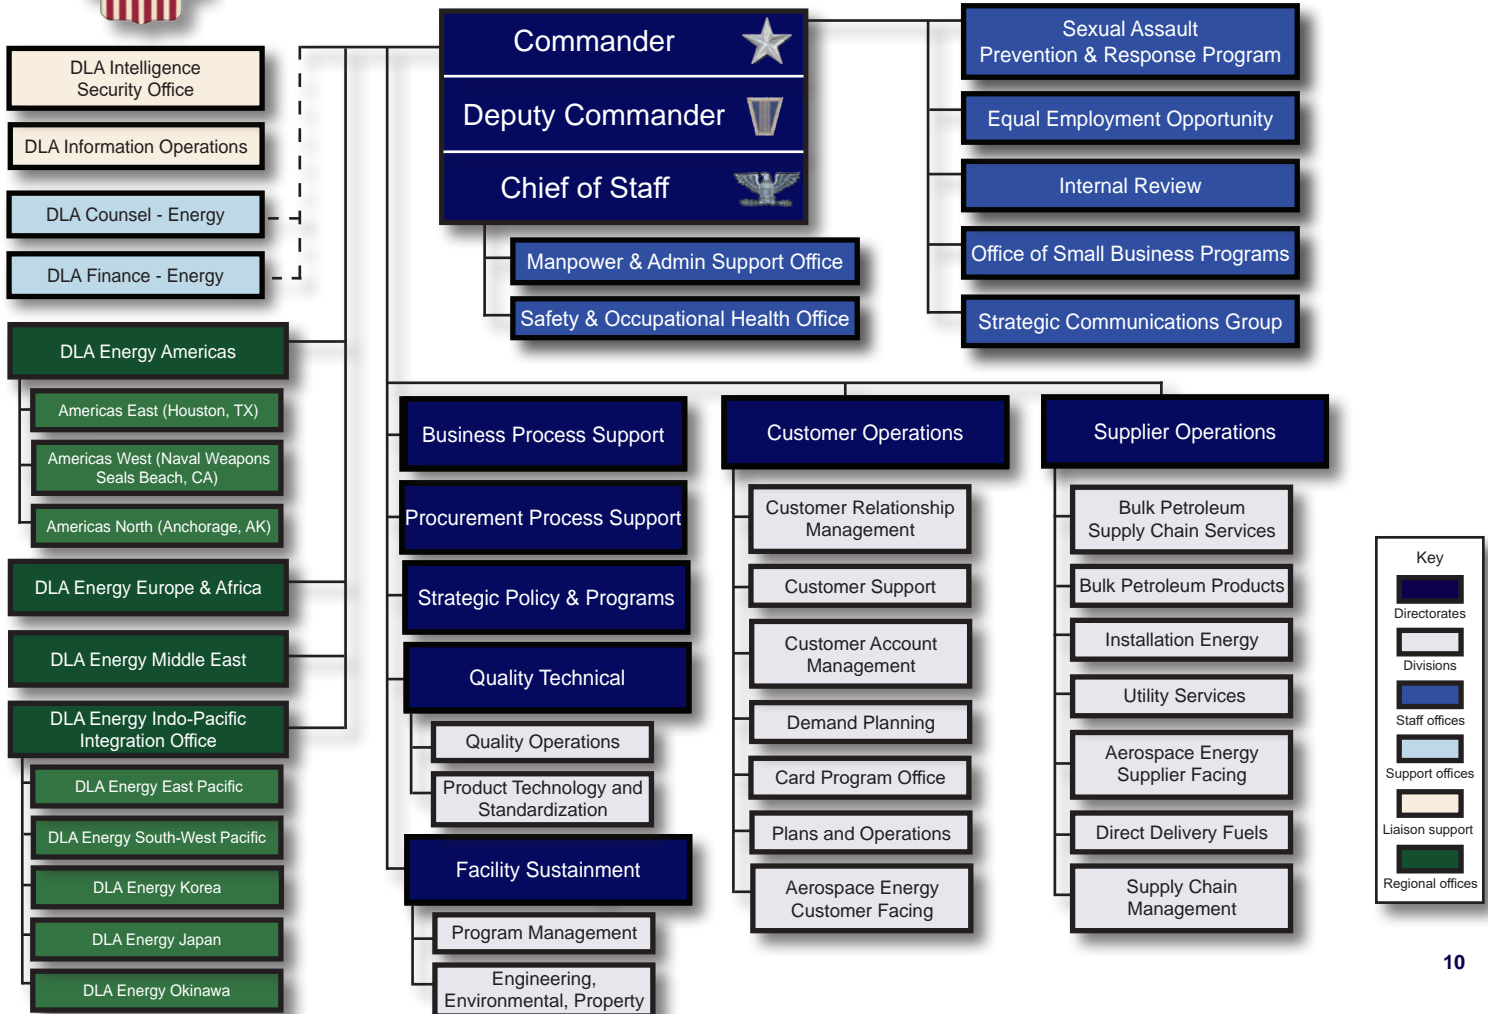 Commander
Deputy Commander
Chief of Staff
Manpower & Admin Support Office
Safety & Occupational Health Office
Sexual Assault
Prevention & Response Program
Equal Employment Opportunity
Internal Review
Office of Small Business Programs
Strategic Communications Group
DLA Intelligence
Security Office
DLA Information Operations
DLA Counsel - Energy
DLA Finance - Energy
DLA Energy Americas
Americas East (Houston, TX)
Americas West (Naval Weapons
Seals Beach, CA)
Americas North (Anchorage, AK)
DLA Energy Europe & Africa
DLA Energy Middle East
DLA Energy Indo-Pacific
Integration Office
DLA Energy East Pacific
DLA Energy South-West Pacific
DLA Energy Korea
DLA Energy Japan
DLA Energy Okinawa
Business Process Support
Procurement Process Support
Strategic Policy & Programs
Quality Technical
Quality Operations
Product Technology and
Standardization
Facility Sustainment
Program Management
Engineering,
Environmental, Property
Customer Operations
Customer Relationship
Management
Customer Support
Customer Account
Management
Demand Planning
Card Program Office
Plans and Operations
Aerospace Energy
Customer Facing
Supplier Operations
Bulk Petroleum
Supply Chain Services
Bulk Petroleum Products
Installation Energy
Utility Services
Aerospace Energy
Supplier Facing
Direct Delivery Fuels
Supply Chain
Management
Key
Directorates
Divisions
Staff offices
Support offices
Liaison support
Regional offices
10